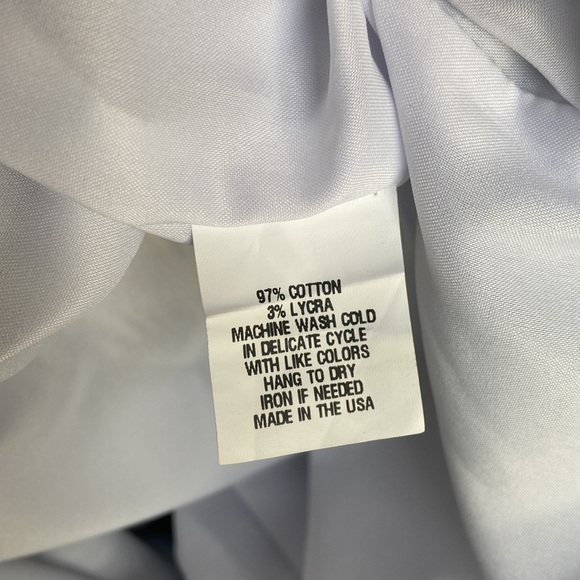 97% COTTON
3% LYCRA
MACHINE WASH COLD
IN DELICATE CYCLE
WITH LIKE COLORS
HANG TO DRY
IRON IF NEEDED
MADE IN THE USA